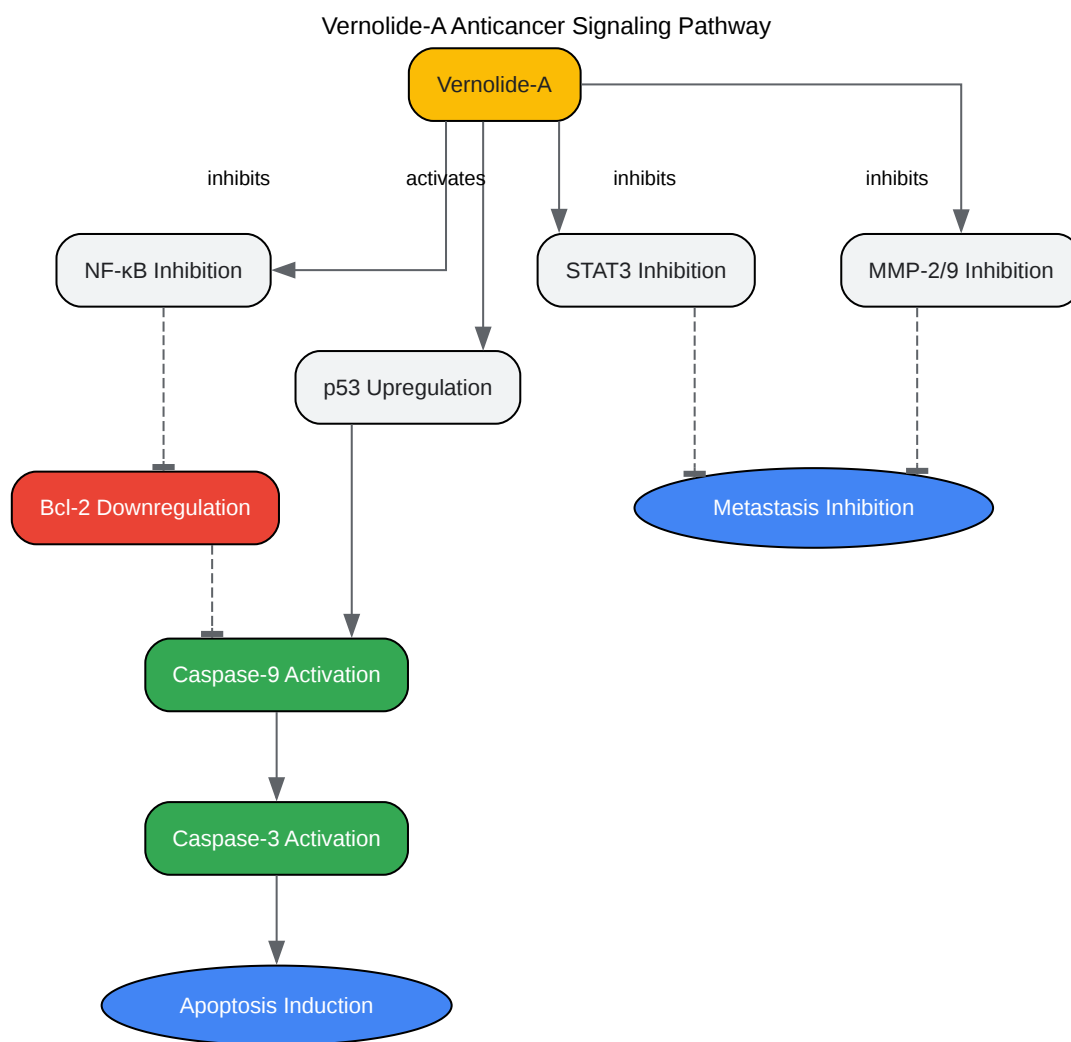 Vernolide-A Anticancer Signaling Pathway
Vernolide-A
inhibits
activates
inhibits
inhibits
NF-κB Inhibition
STAT3 Inhibition
MMP-2/9 Inhibition
p53 Upregulation
Bcl-2 Downregulation
Metastasis Inhibition
Caspase-9 Activation
Caspase-3 Activation
Apoptosis Induction